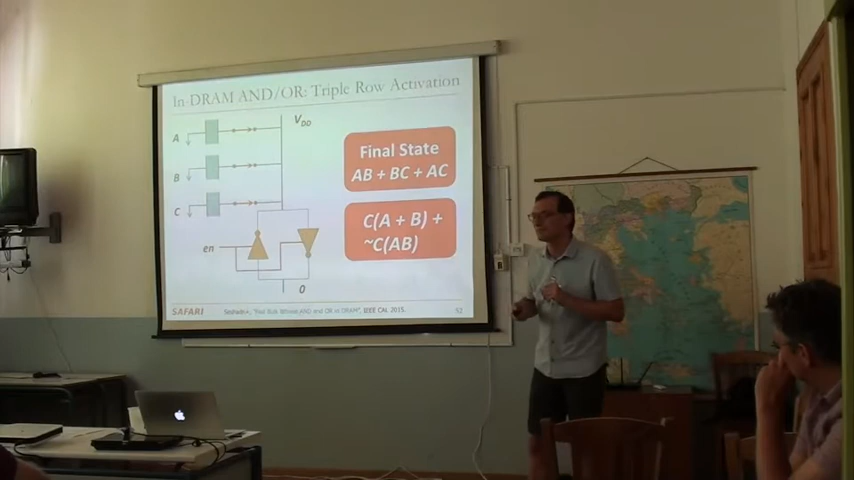 In-DRAM AND/OR: Triple Row Activation
VDD
A
B
C
en
0
Final State
AB + BC + AC
C(A + B) +
~C(AB)
SAFARI
Seshadri+, "Fast Bulk Bitwise AND and OR in DRAM", IEEE CAL 2015.
52